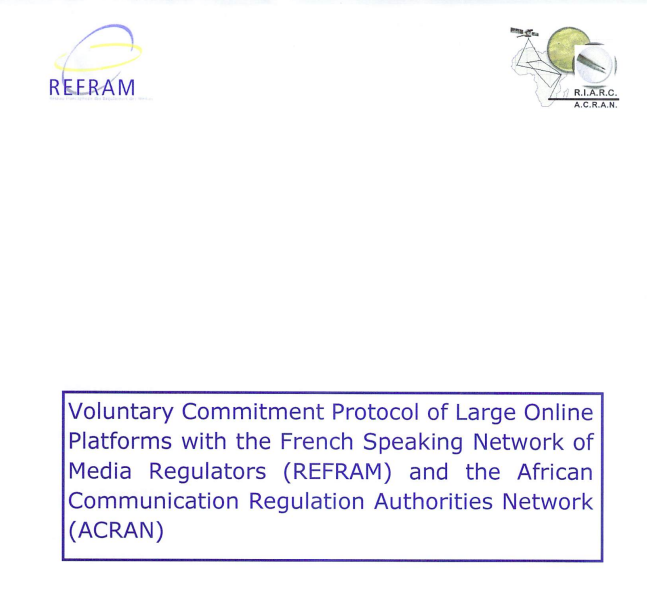 REFRAM
R.I.A.R.C.
A.C.R.A.N.
Voluntary Commitment Protocol of Large Online
Platforms with the French Speaking Network of
Media Regulators (REFRAM) and the African
Communication Regulation Authorities Network
(ACRAN)